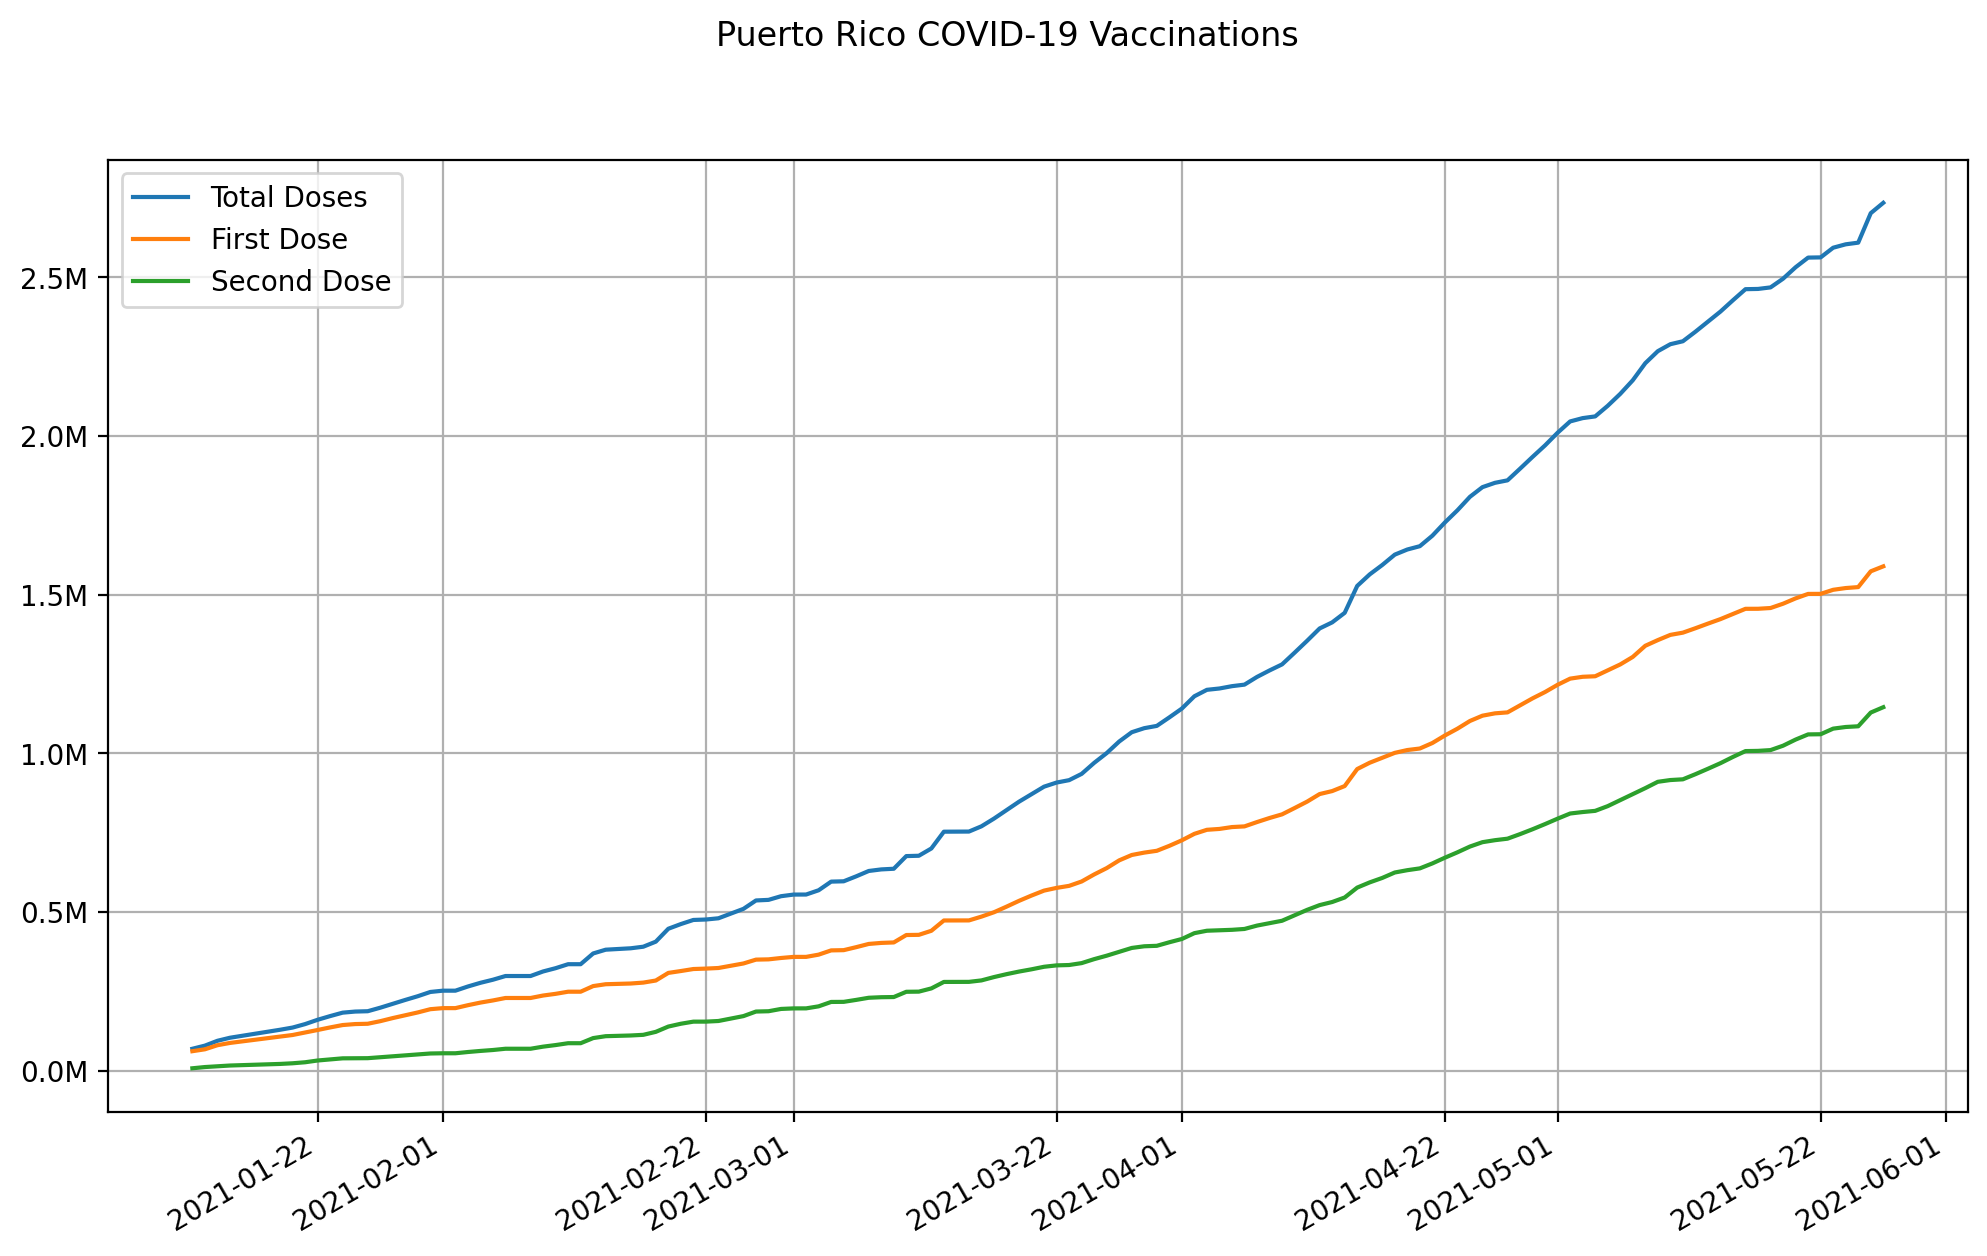 Puerto Rico COVID-19 Vaccinations
Total Doses
First Dose
Second Dose
2.5M
2.0M
1.5M
1.0M
0.5M
0.0M
2021-01-22
2021-02-01
2021-02-22
2021-03-01
2021-03-22
2021-04-01
2021-04-22
2021-05-01
2021-05-22
2021-06-01